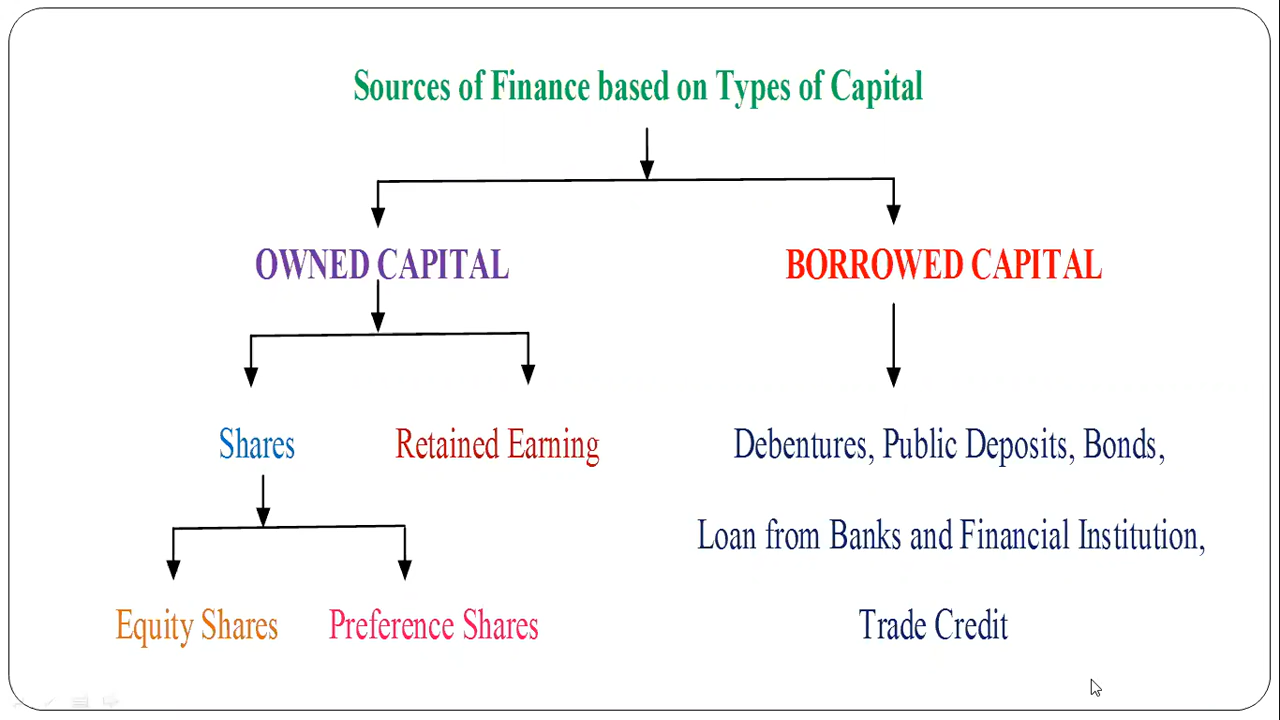 Sources of Finance based on Types of Capital
OWNED CAPITAL
BORROWED CAPITAL
Shares
Retained Earning
Debentures, Public Deposits, Bonds,
Loan from Banks and Financial Institution,
Equity Shares
Preference Shares
Trade Credit